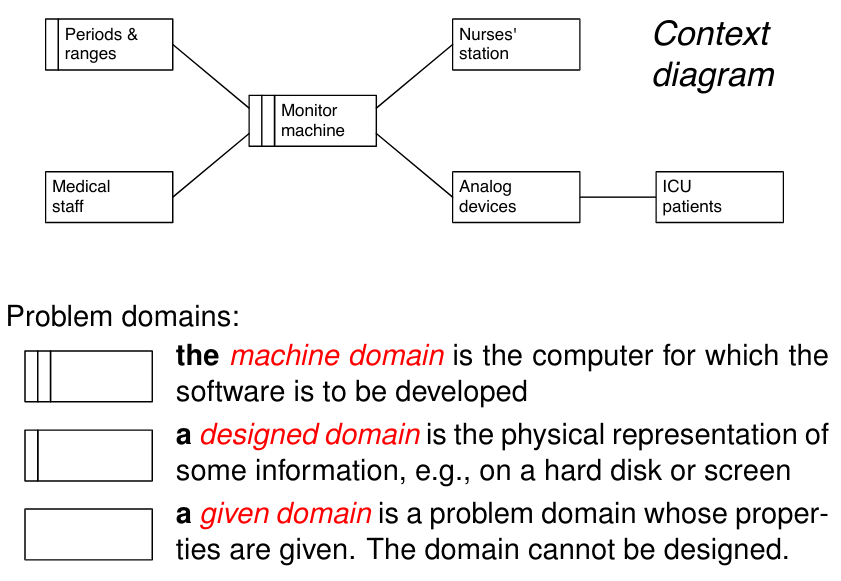 Periods &
ranges
Nurses'
station
Context
diagram
Monitor
machine
Medical
staff
Analog
devices
ICU
patients
Problem domains:
the machine domain is the computer for which the
software is to be developed
a designed domain is the physical representation of
some information, e.g., on a hard disk or screen
a given domain is a problem domain whose proper-
ties are given. The domain cannot be designed.